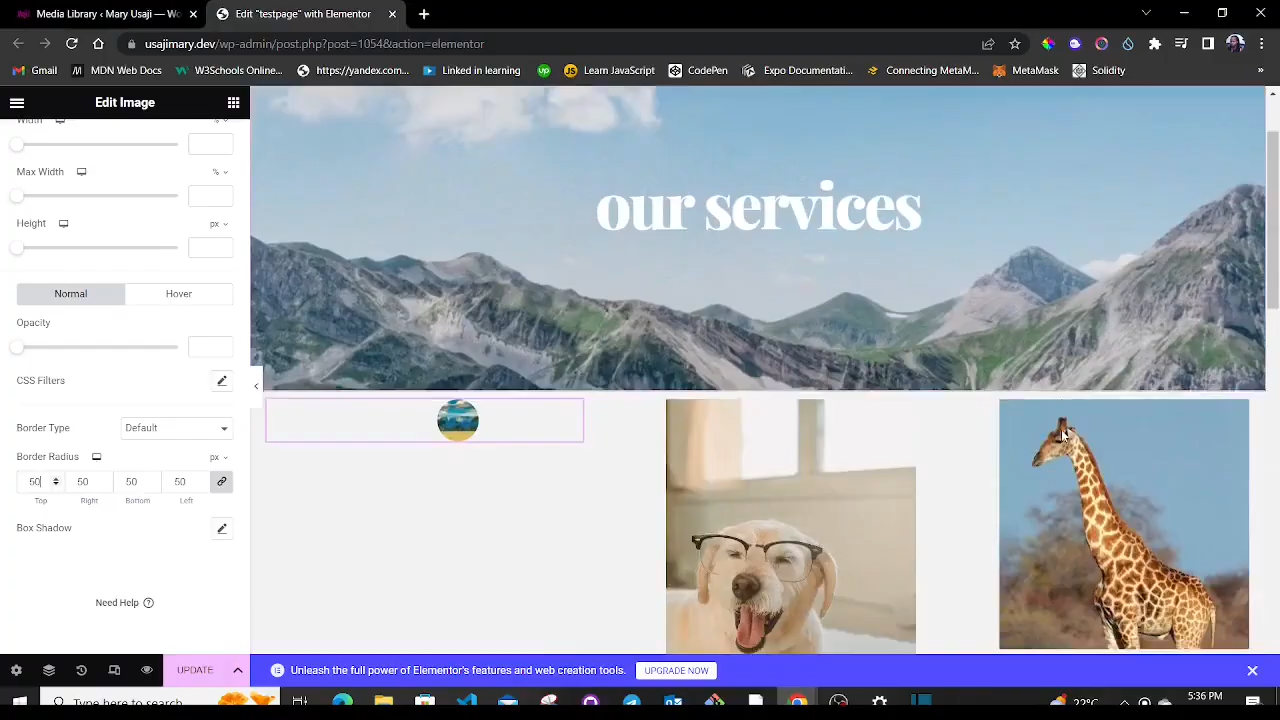 Media Library ‹ Mary Usaji — Wo
Edit "testpage" with Elementor
usajimary.dev/wp-admin/post.php?post=1054&action=elementor
Gmail
MDN Web Docs
W3Schools Online...
https://yandex.com...
Linked in learning
Learn JavaScript
CodePen
Expo Documentati...
Connecting MetaM...
MetaMask
Solidity
»
Edit Image
Width
%
Max Width
%
Height
px
Normal
Hover
Opacity
CSS Filters
Border Type
Default
Border Radius
px
50
50
50
50
Top
Right
Bottom
Left
Box Shadow
Need Help
our services
UPDATE
Unleash the full power of Elementor's features and web creation tools.
UPGRADE NOW
Type here to search
22°C
5:36 PM